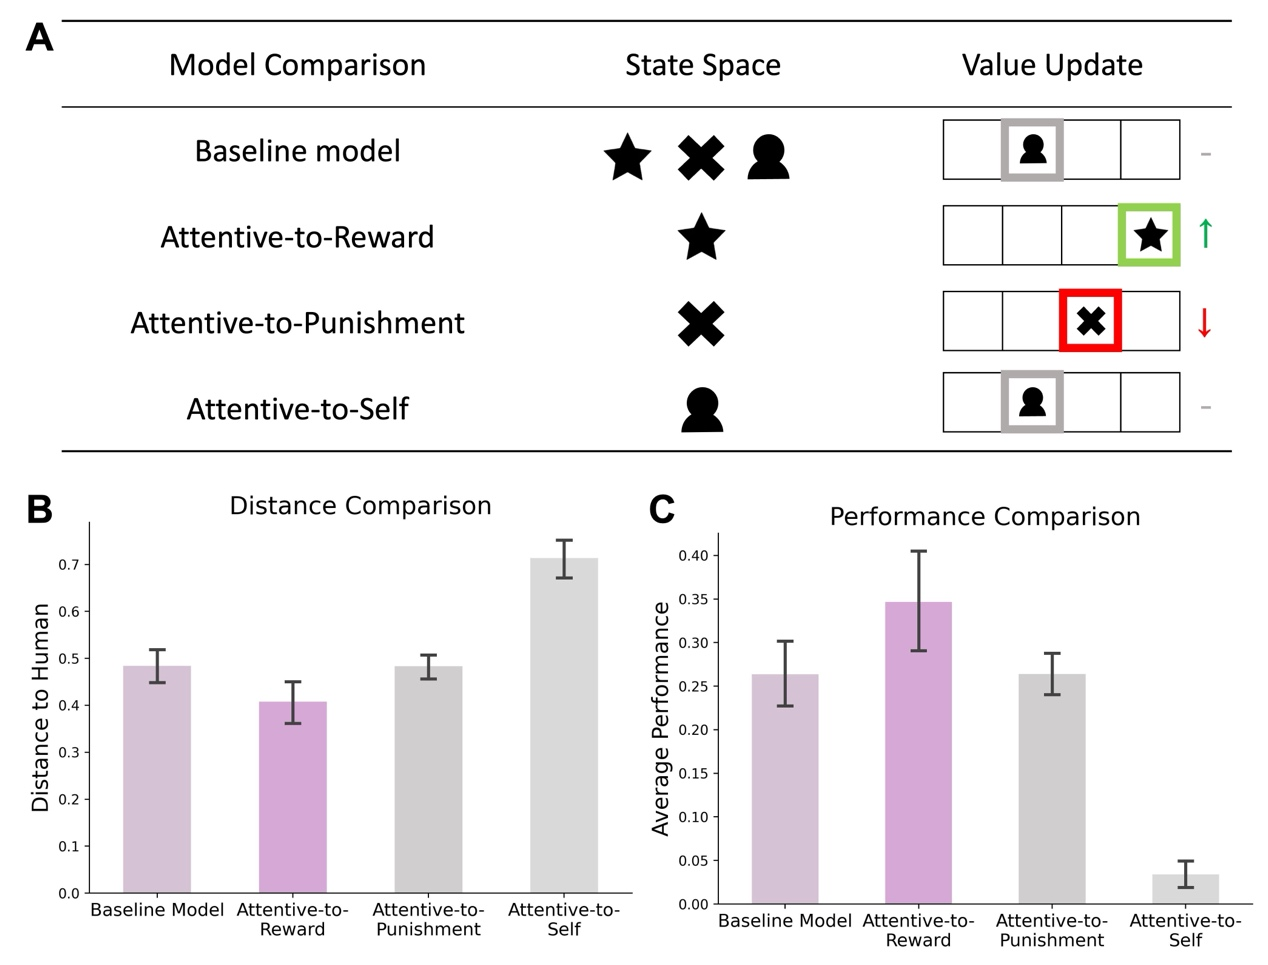 A
Model Comparison State Space Value Update
Baseline model -
Attentive-to-Reward ↑
Attentive-to-Punishment ↓
Attentive-to-Self -
B
Distance Comparison
Distance to Human
0.7
0.6
0.5
0.4
0.3
0.2
0.1
0.0
Baseline Model Attentive-to- Attentive-to- Attentive-to-
Reward Punishment Self
C
Performance Comparison
Average Performance
0.40
0.35
0.30
0.25
0.20
0.15
0.10
0.05
0.00
Baseline Model Attentive-to- Attentive-to- Attentive-to-
Reward Punishment Self